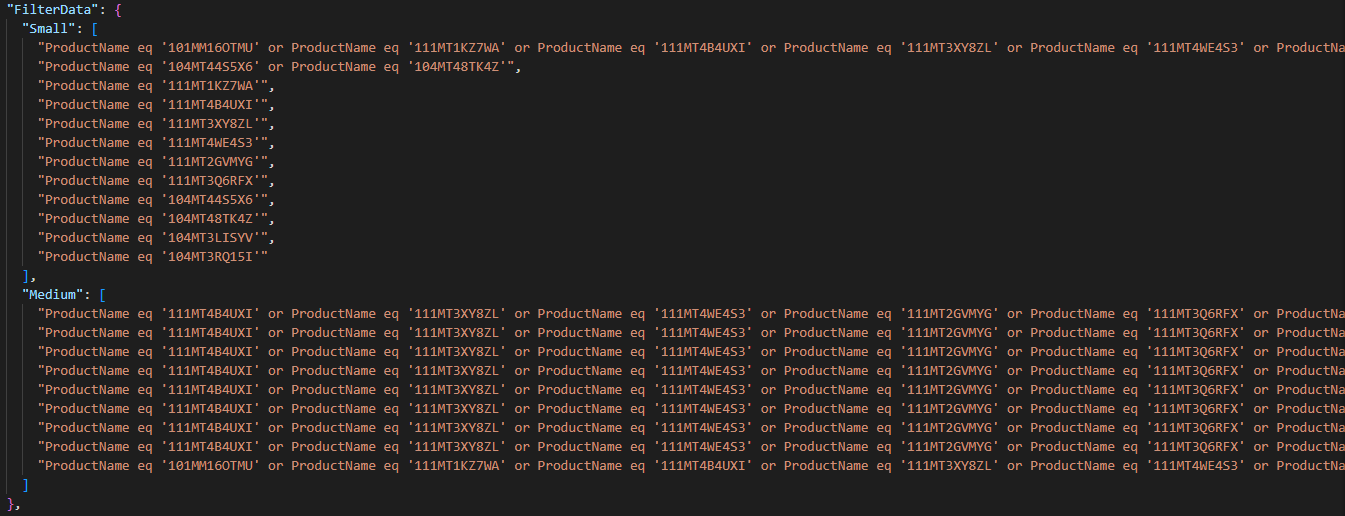 "FilterData": {
"Small": [
"ProductName eq '101MM16OTMU' or ProductName eq '111MT1KZ7WA' or ProductName eq '111MT4B4UXI' or ProductName eq '111MT3XY8ZL' or ProductName eq '111MT4WE4S3' or ProductNa
"ProductName eq '104MT44S5X6' or ProductName eq '104MT48TK4Z'",
"ProductName eq '111MT1KZ7WA'",
"ProductName eq '111MT4B4UXI'",
"ProductName eq '111MT3XY8ZL'",
"ProductName eq '111MT4WE4S3'",
"ProductName eq '111MT2GVMYG'",
"ProductName eq '111MT3Q6RFX'",
"ProductName eq '104MT44S5X6'",
"ProductName eq '104MT48TK4Z'",
"ProductName eq '104MT3LISYV'",
"ProductName eq '104MT3RQ15I'"
],
"Medium": [
"ProductName eq '111MT4B4UXI' or ProductName eq '111MT3XY8ZL' or ProductName eq '111MT4WE4S3' or ProductName eq '111MT2GVMYG' or ProductName eq '111MT3Q6RFX' or ProductNa
"ProductName eq '111MT4B4UXI' or ProductName eq '111MT3XY8ZL' or ProductName eq '111MT4WE4S3' or ProductName eq '111MT2GVMYG' or ProductName eq '111MT3Q6RFX' or ProductNa
"ProductName eq '111MT4B4UXI' or ProductName eq '111MT3XY8ZL' or ProductName eq '111MT4WE4S3' or ProductName eq '111MT2GVMYG' or ProductName eq '111MT3Q6RFX' or ProductNa
"ProductName eq '111MT4B4UXI' or ProductName eq '111MT3XY8ZL' or ProductName eq '111MT4WE4S3' or ProductName eq '111MT2GVMYG' or ProductName eq '111MT3Q6RFX' or ProductNa
"ProductName eq '111MT4B4UXI' or ProductName eq '111MT3XY8ZL' or ProductName eq '111MT4WE4S3' or ProductName eq '111MT2GVMYG' or ProductName eq '111MT3Q6RFX' or ProductNa
"ProductName eq '111MT4B4UXI' or ProductName eq '111MT3XY8ZL' or ProductName eq '111MT4WE4S3' or ProductName eq '111MT2GVMYG' or ProductName eq '111MT3Q6RFX' or ProductNa
"ProductName eq '111MT4B4UXI' or ProductName eq '111MT3XY8ZL' or ProductName eq '111MT4WE4S3' or ProductName eq '111MT2GVMYG' or ProductName eq '111MT3Q6RFX' or ProductNa
"ProductName eq '111MT4B4UXI' or ProductName eq '111MT3XY8ZL' or ProductName eq '111MT4WE4S3' or ProductName eq '111MT2GVMYG' or ProductName eq '111MT3Q6RFX' or ProductNa
"ProductName eq '101MM16OTMU' or ProductName eq '111MT1KZ7WA' or ProductName eq '111MT4B4UXI' or ProductName eq '111MT3XY8ZL' or ProductName eq '111MT4WE4S3' or ProductNa
]
},